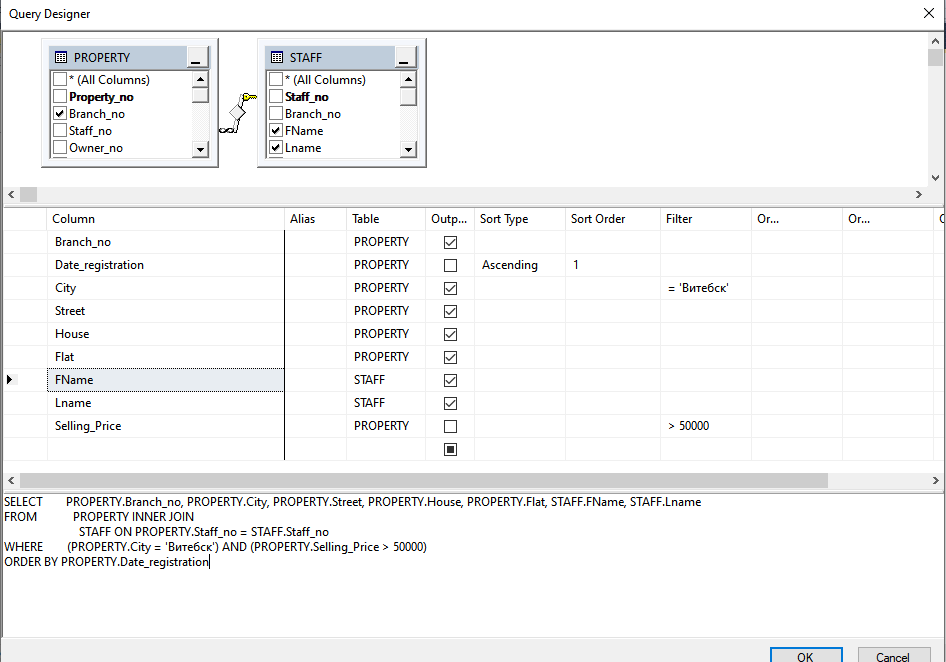 Query Designer
PROPERTY
* (All Columns)
Property_no
Branch_no
Staff_no
Owner_no
STAFF
* (All Columns)
Staff_no
Branch_no
FName
Lname
Column Alias Table Outp... Sort Type Sort Order Filter Or... Or...
Branch_no PROPERTY
Date_registration PROPERTY Ascending 1
City PROPERTY = 'Витебск'
Street PROPERTY
House PROPERTY
Flat PROPERTY
FName STAFF
Lname STAFF
Selling_Price PROPERTY > 50000
SELECT PROPERTY.Branch_no, PROPERTY.City, PROPERTY.Street, PROPERTY.House, PROPERTY.Flat, STAFF.FName, STAFF.Lname
FROM PROPERTY INNER JOIN
STAFF ON PROPERTY.Staff_no = STAFF.Staff_no
WHERE (PROPERTY.City = 'Витебск') AND (PROPERTY.Selling_Price > 50000)
ORDER BY PROPERTY.Date_registration
OK Cancel